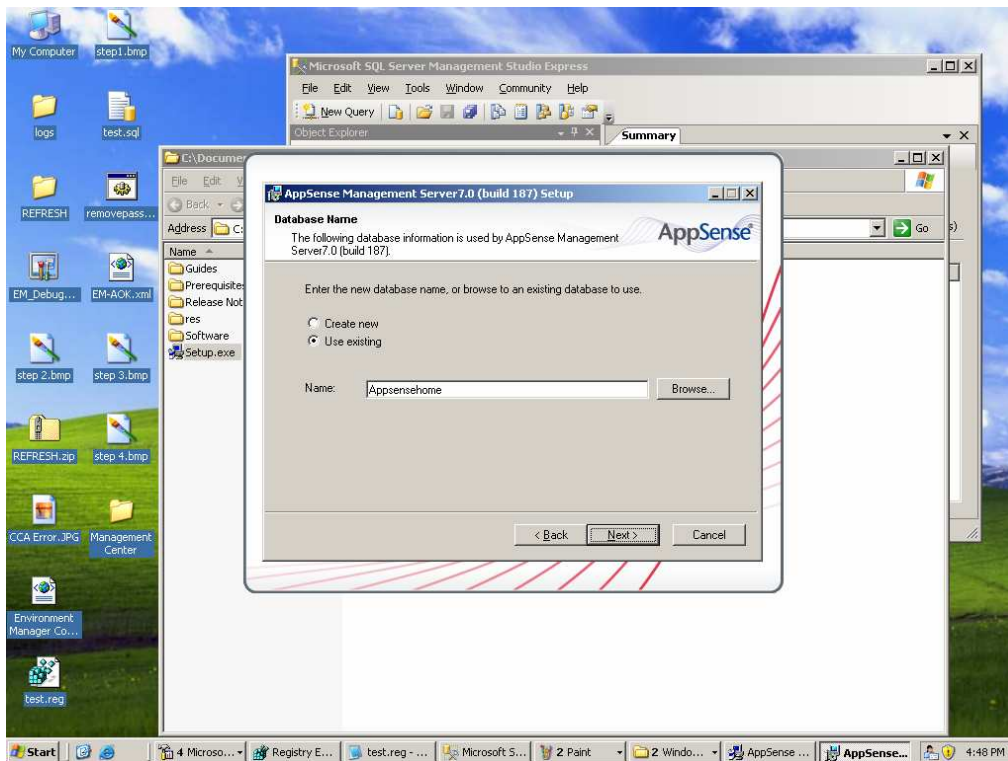 My Computer
step1.bmp
logs
test.sql
REFRESH
removepass...
EM_Debug...
EM-AOK.xml
step 2.bmp
step 3.bmp
REFRESH.zip
step 4.bmp
CCA Error.JPG
Management
Center
Environment
Manager Co...
test.reg
Microsoft SQL Server Management Studio Express
File Edit View Tools Window Community Help
New Query
Object Explorer
Summary
C:\Docume
File Edit V
Back
Address C:
Go
s)
Name
Guides
Prerequisite
Release Not
res
Software
Setup.exe
AppSense Management Server7.0 (build 187) Setup
Database Name
The following database information is used by AppSense Management
Server7.0 (build 187).
AppSense
Enter the new database name, or browse to an existing database to use.
Create new
Use existing
Name: Appsensehome Browse...
< Back Next > Cancel
Start 4 Microso... Registry E... test.reg - ... Microsoft S... 2 Paint 2 Windo... AppSense ... AppSense... 4:48 PM